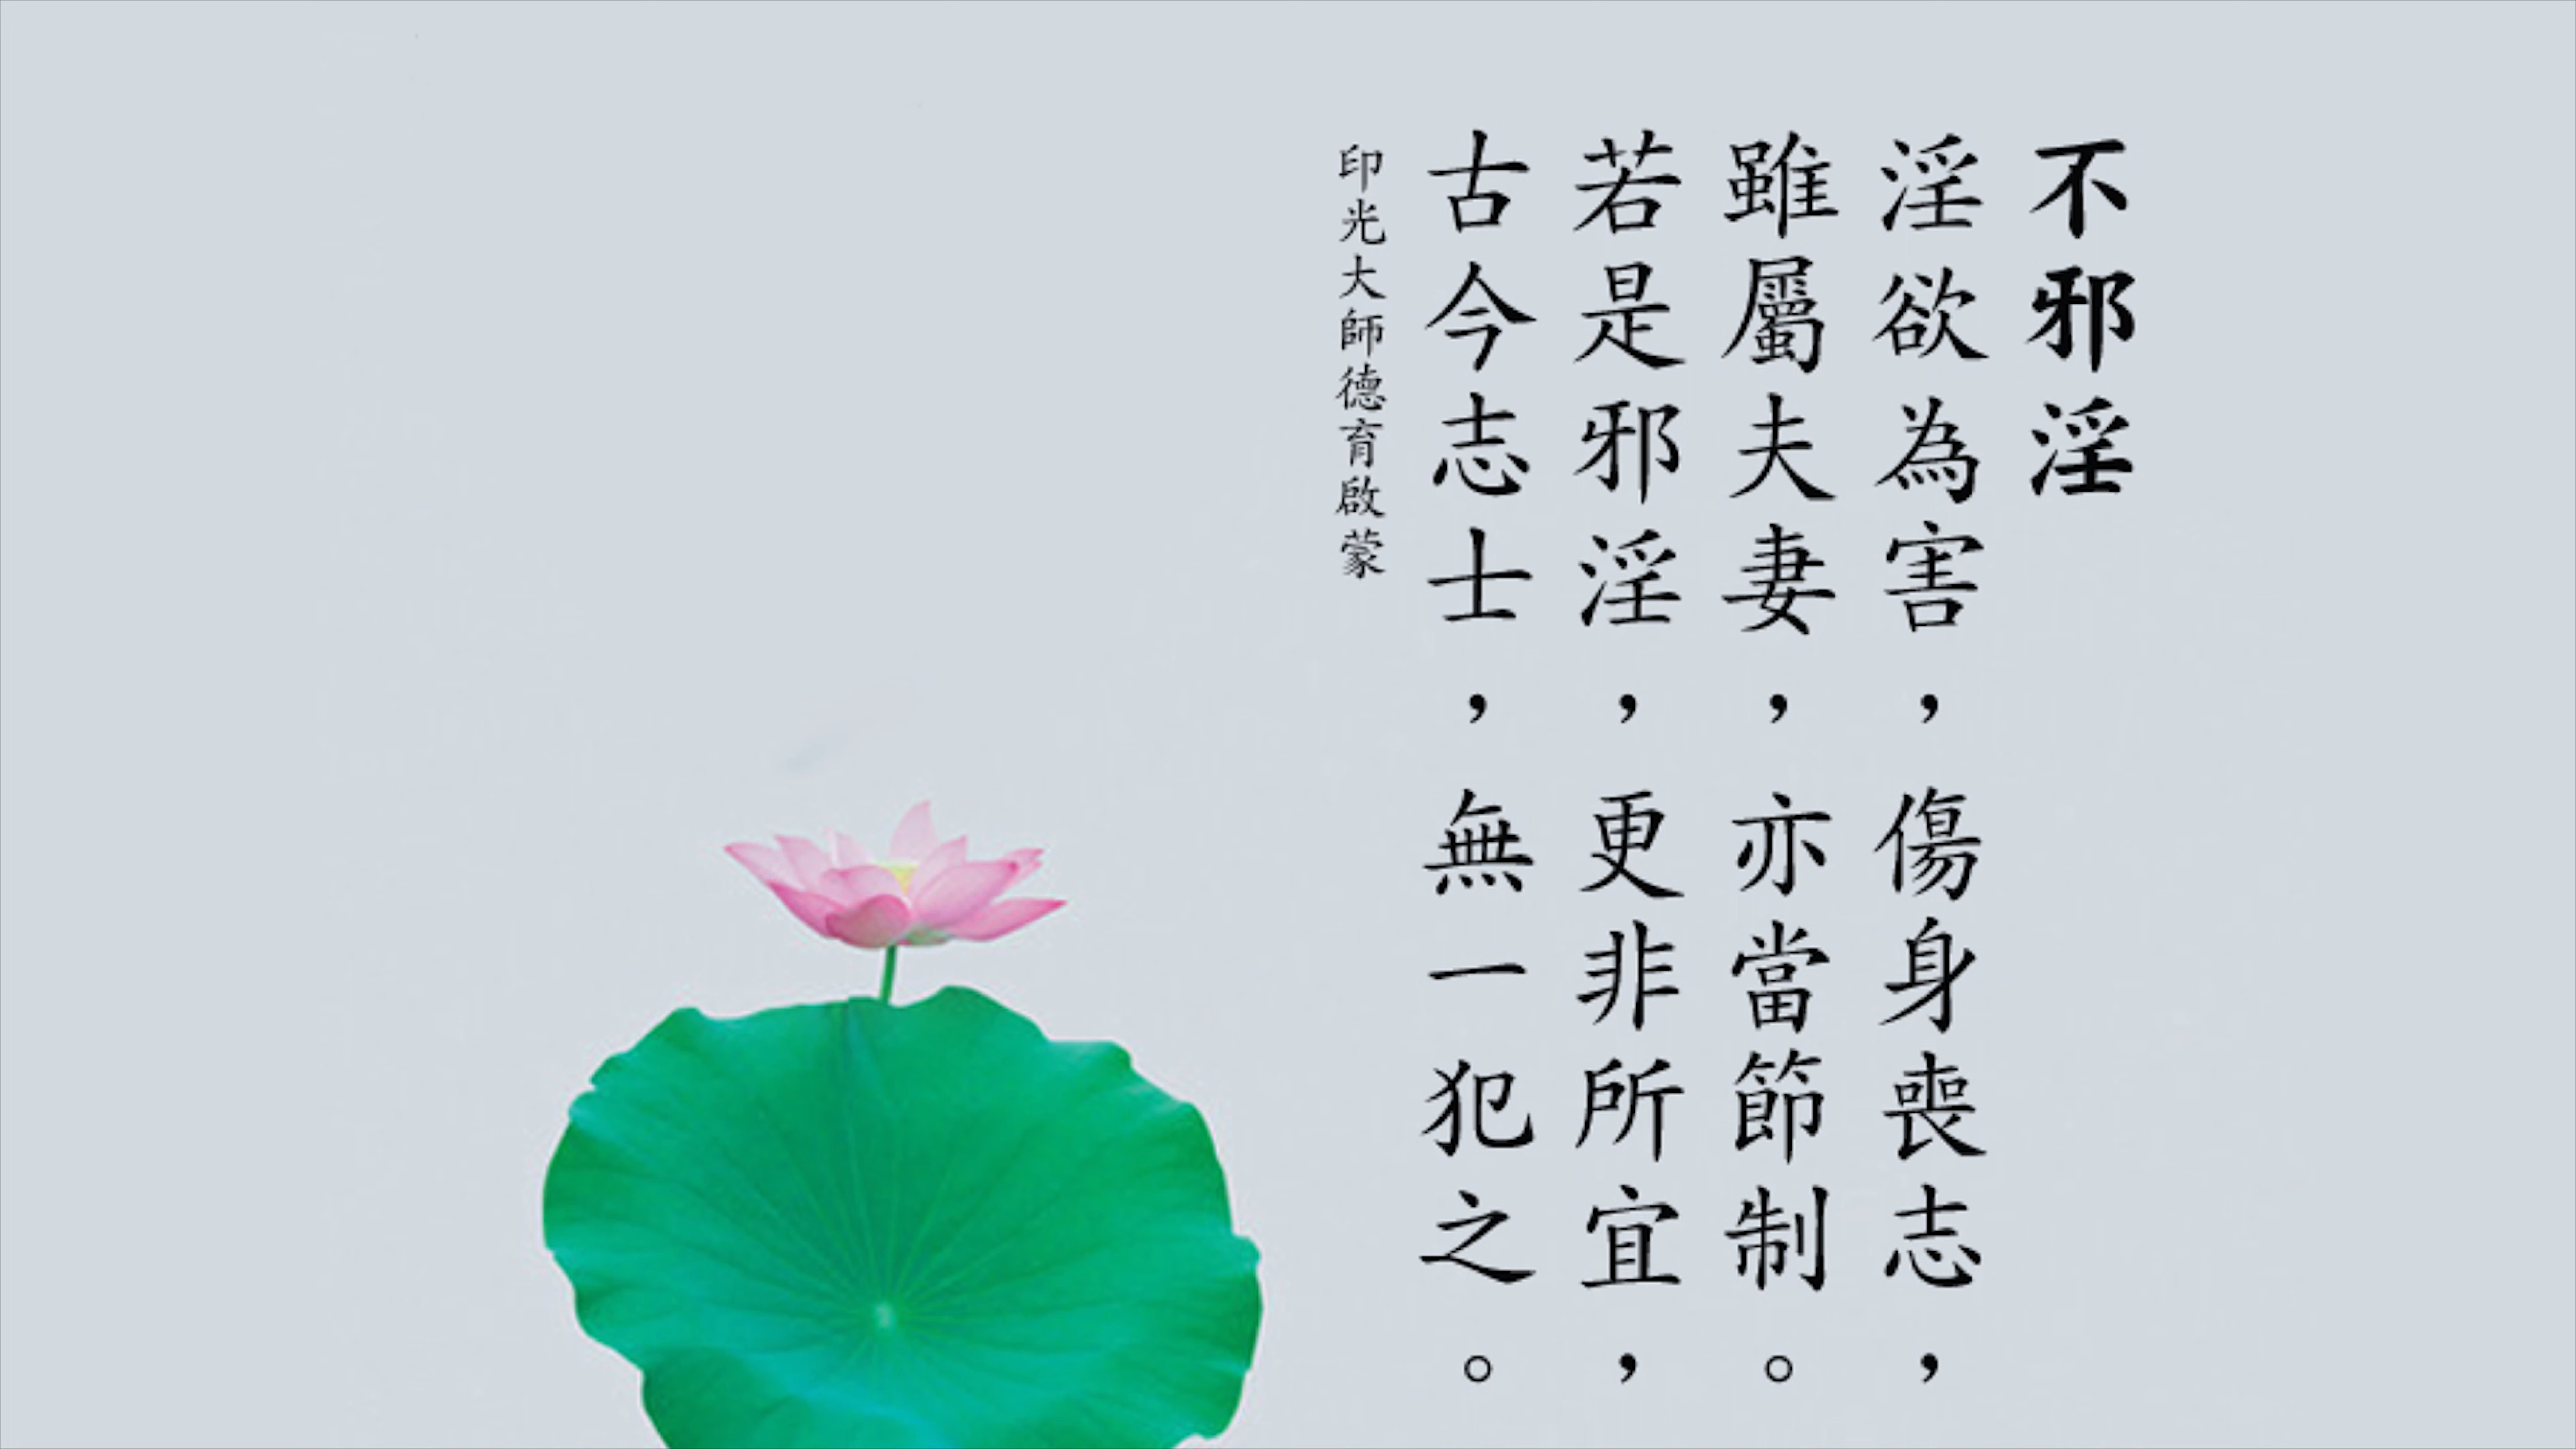 不邪淫
淫欲為害，傷身喪志，
雖屬夫妻，亦當節制。
若是邪淫，更非所宜，
古今志士，無一犯之。
印光大師德育啟蒙